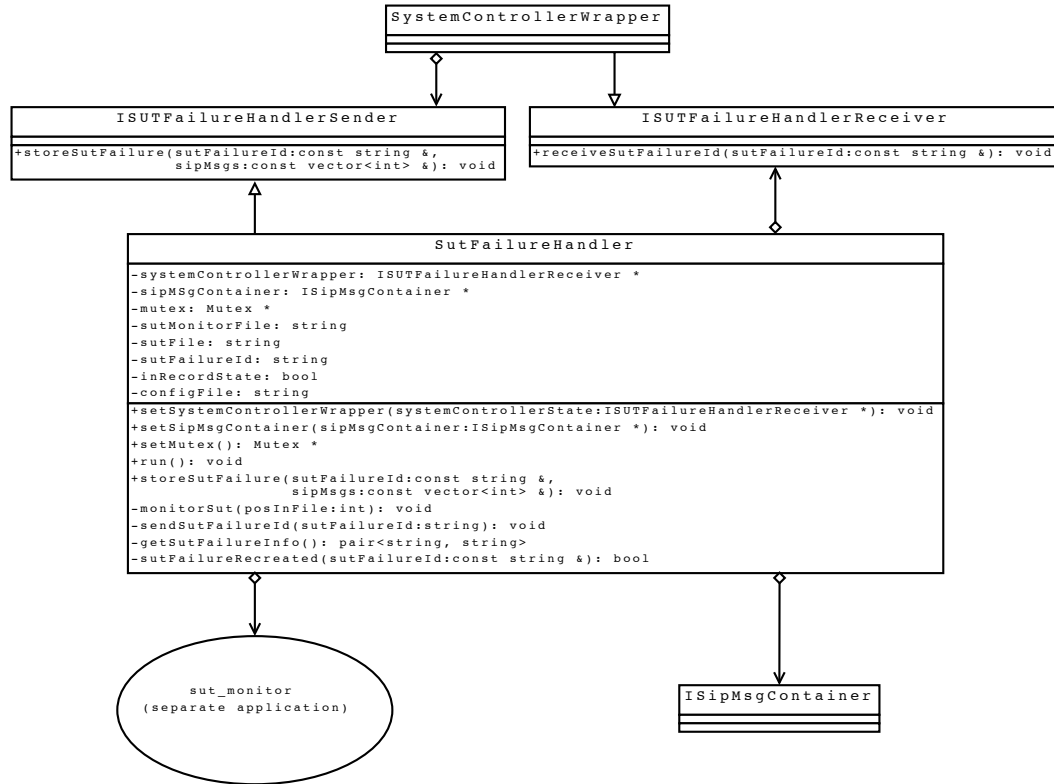 SystemControllerWrapper
ISUTFailureHandlerSender
+storeSutFailure(sutFailureId:const string &,
sipMsgs:const vector<int> &): void
ISUTFailureHandlerReceiver
+receiveSutFailureId(sutFailureId:const string &): void
SutFailureHandler
-systemControllerWrapper: ISUTFailureHandlerReceiver *
-sipMSgContainer: ISipMsgContainer *
-mutex: Mutex *
-sutMonitorFile: string
-sutFile: string
-sutFailureId: string
-inRecordState: bool
-configFile: string
+setSystemControllerWrapper(systemControllerState:ISUTFailureHandlerReceiver *): void
+setSipMsgContainer(sipMsgContainer:ISipMsgContainer *): void
+setMutex(): Mutex *
+run(): void
+storeSutFailure(sutFailureId:const string &,
sipMsgs:const vector<int> &): void
-monitorSut(posInFile:int): void
-sendSutFailureId(sutFailureId:string): void
-getSutFailureInfo(): pair<string, string>
-sutFailureRecreated(sutFailureId:const string &): bool
sut_monitor
(separate application)
ISipMsgContainer